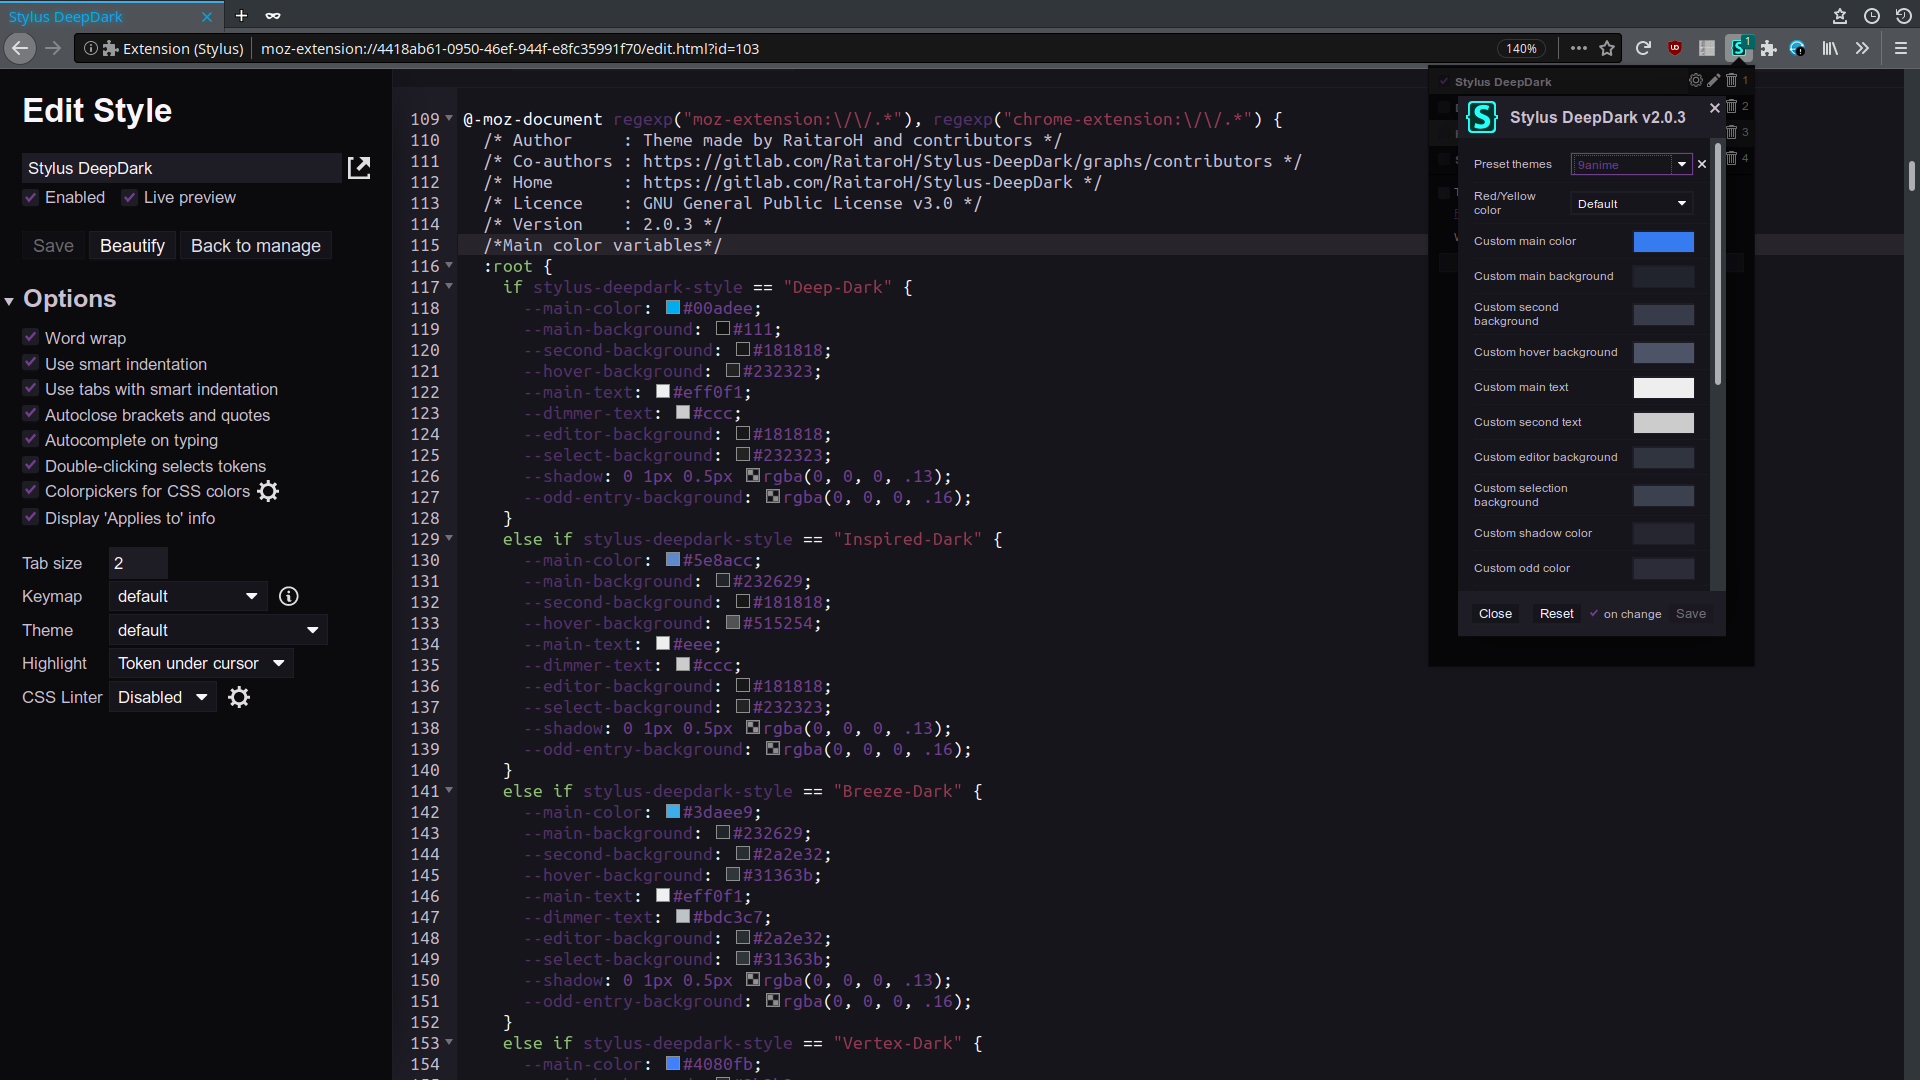 Stylus DeepDark
Extension (Stylus)
moz-extension://4418ab61-0950-46ef-944f-e8fc35991f70/edit.html?id=103
140%
1
Edit Style
Stylus DeepDark
Enabled
Live preview
Save
Beautify
Back to manage
Options
Word wrap
Use smart indentation
Use tabs with smart indentation
Autoclose brackets and quotes
Autocomplete on typing
Double-clicking selects tokens
Colorpickers for CSS colors
Display 'Applies to' info
Tab size 2
Keymap default
Theme default
Highlight Token under cursor
CSS Linter Disabled
109 @-moz-document regexp("moz-extension:\/\/.*"), regexp("chrome-extension:\/\/.*") {
110 /* Author : Theme made by RaitaroH and contributors */
111 /* Co-authors : https://gitlab.com/RaitaroH/Stylus-DeepDark/graphs/contributors */
112 /* Home : https://gitlab.com/RaitaroH/Stylus-DeepDark */
113 /* Licence : GNU General Public License v3.0 */
114 /* Version : 2.0.3 */
115 /*Main color variables*/
116 :root {
117 if stylus-deepdark-style == "Deep-Dark" {
118 --main-color: #00adee;
119 --main-background: #111;
120 --second-background: #181818;
121 --hover-background: #232323;
122 --main-text: #eff0f1;
123 --dimmer-text: #ccc;
124 --editor-background: #181818;
125 --select-background: #232323;
126 --shadow: 0 1px 0.5px rgba(0, 0, 0, .13);
127 --odd-entry-background: rgba(0, 0, 0, .16);
128 }
129 else if stylus-deepdark-style == "Inspired-Dark" {
130 --main-color: #5e8acc;
131 --main-background: #232629;
132 --second-background: #181818;
133 --hover-background: #515254;
134 --main-text: #eee;
135 --dimmer-text: #ccc;
136 --editor-background: #181818;
137 --select-background: #232323;
138 --shadow: 0 1px 0.5px rgba(0, 0, 0, .13);
139 --odd-entry-background: rgba(0, 0, 0, .16);
140 }
141 else if stylus-deepdark-style == "Breeze-Dark" {
142 --main-color: #3daee9;
143 --main-background: #232629;
144 --second-background: #2a2e32;
145 --hover-background: #31363b;
146 --main-text: #eff0f1;
147 --dimmer-text: #bdc3c7;
148 --editor-background: #2a2e32;
149 --select-background: #31363b;
150 --shadow: 0 1px 0.5px rgba(0, 0, 0, .13);
151 --odd-entry-background: rgba(0, 0, 0, .16);
152 }
153 else if stylus-deepdark-style == "Vertex-Dark" {
154 --main-color: #4080fb;
Stylus DeepDark 1
2
3
4
Stylus DeepDark v2.0.3
Preset themes 9anime
Red/Yellow
color
Default
Custom main color
Custom main background
Custom second
background
Custom hover background
Custom main text
Custom second text
Custom editor background
Custom selection
background
Custom shadow color
Custom odd color
Close
Reset
on change
Save